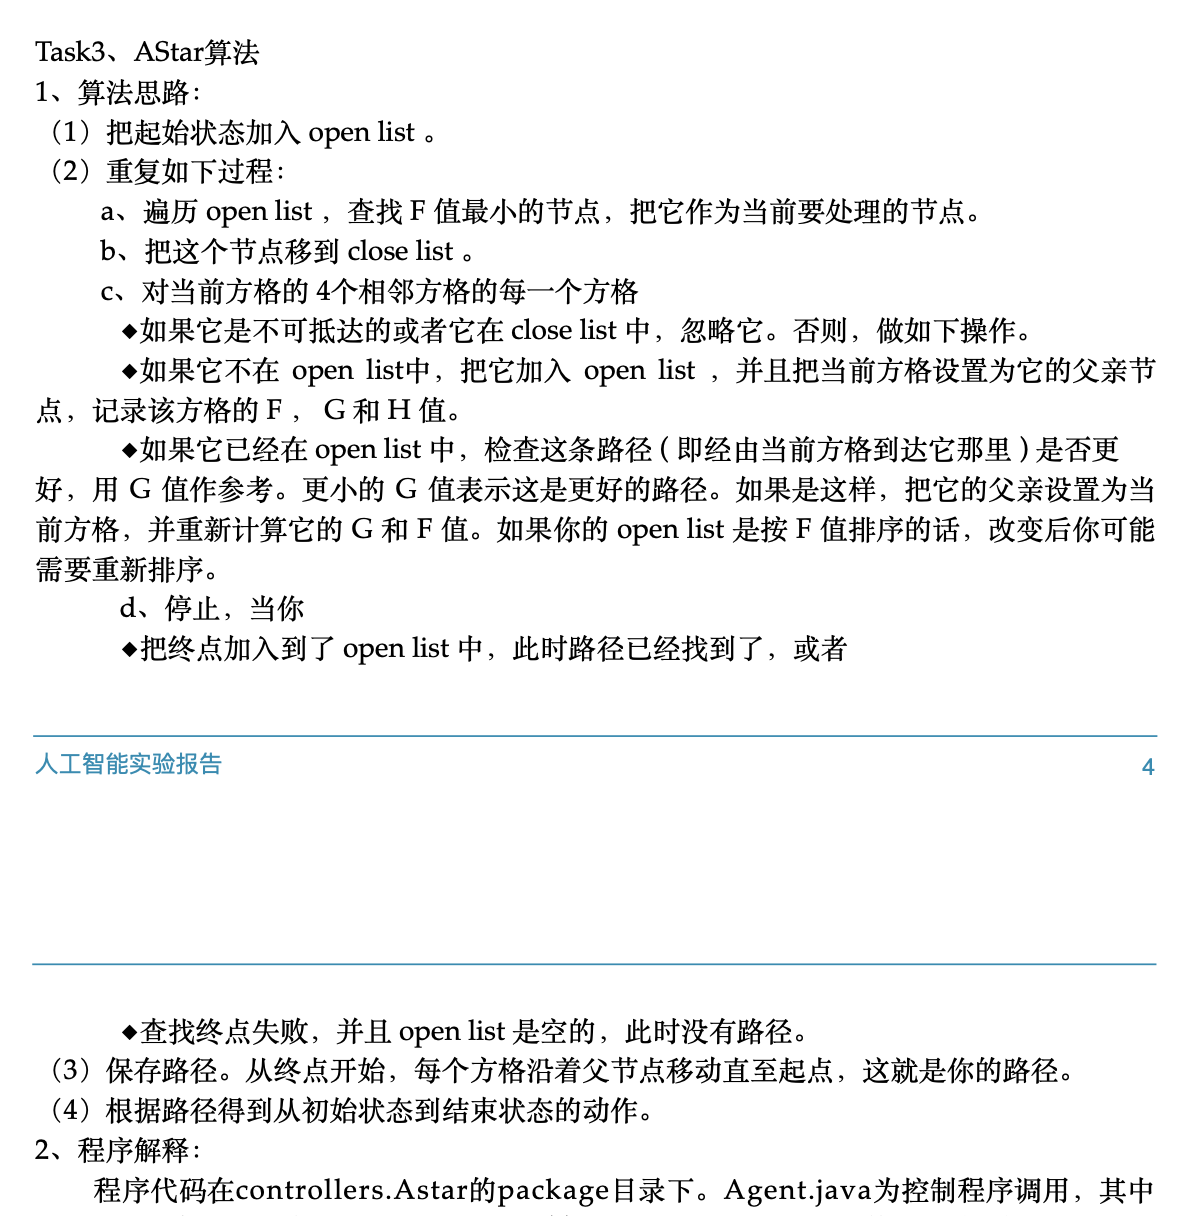 Task3、AStar算法
1、算法思路：
（1）把起始状态加入 open list 。
（2）重复如下过程：
a、遍历 open list ，查找 F 值最小的节点，把它作为当前要处理的节点。
b、把这个节点移到 close list 。
c、对当前方格的 4个相邻方格的每一个方格
◆如果它是不可抵达的或者它在 close list 中，忽略它。否则，做如下操作。
◆如果它不在 open list中，把它加入 open list ，并且把当前方格设置为它的父亲节
点，记录该方格的 F ， G 和 H 值。
◆如果它已经在 open list 中，检查这条路径 ( 即经由当前方格到达它那里 ) 是否更
好，用 G 值作参考。更小的 G 值表示这是更好的路径。如果是这样，把它的父亲设置为当
前方格，并重新计算它的 G 和 F 值。如果你的 open list 是按 F 值排序的话，改变后你可能
需要重新排序。
d、停止，当你
◆把终点加入到了 open list 中，此时路径已经找到了，或者
人工智能实验报告 4
◆查找终点失败，并且 open list 是空的，此时没有路径。
（3）保存路径。从终点开始，每个方格沿着父节点移动直至起点，这就是你的路径。
（4）根据路径得到从初始状态到结束状态的动作。
2、程序解释：
程序代码在controllers.Astar的package目录下。Agent.java为控制程序调用，其中